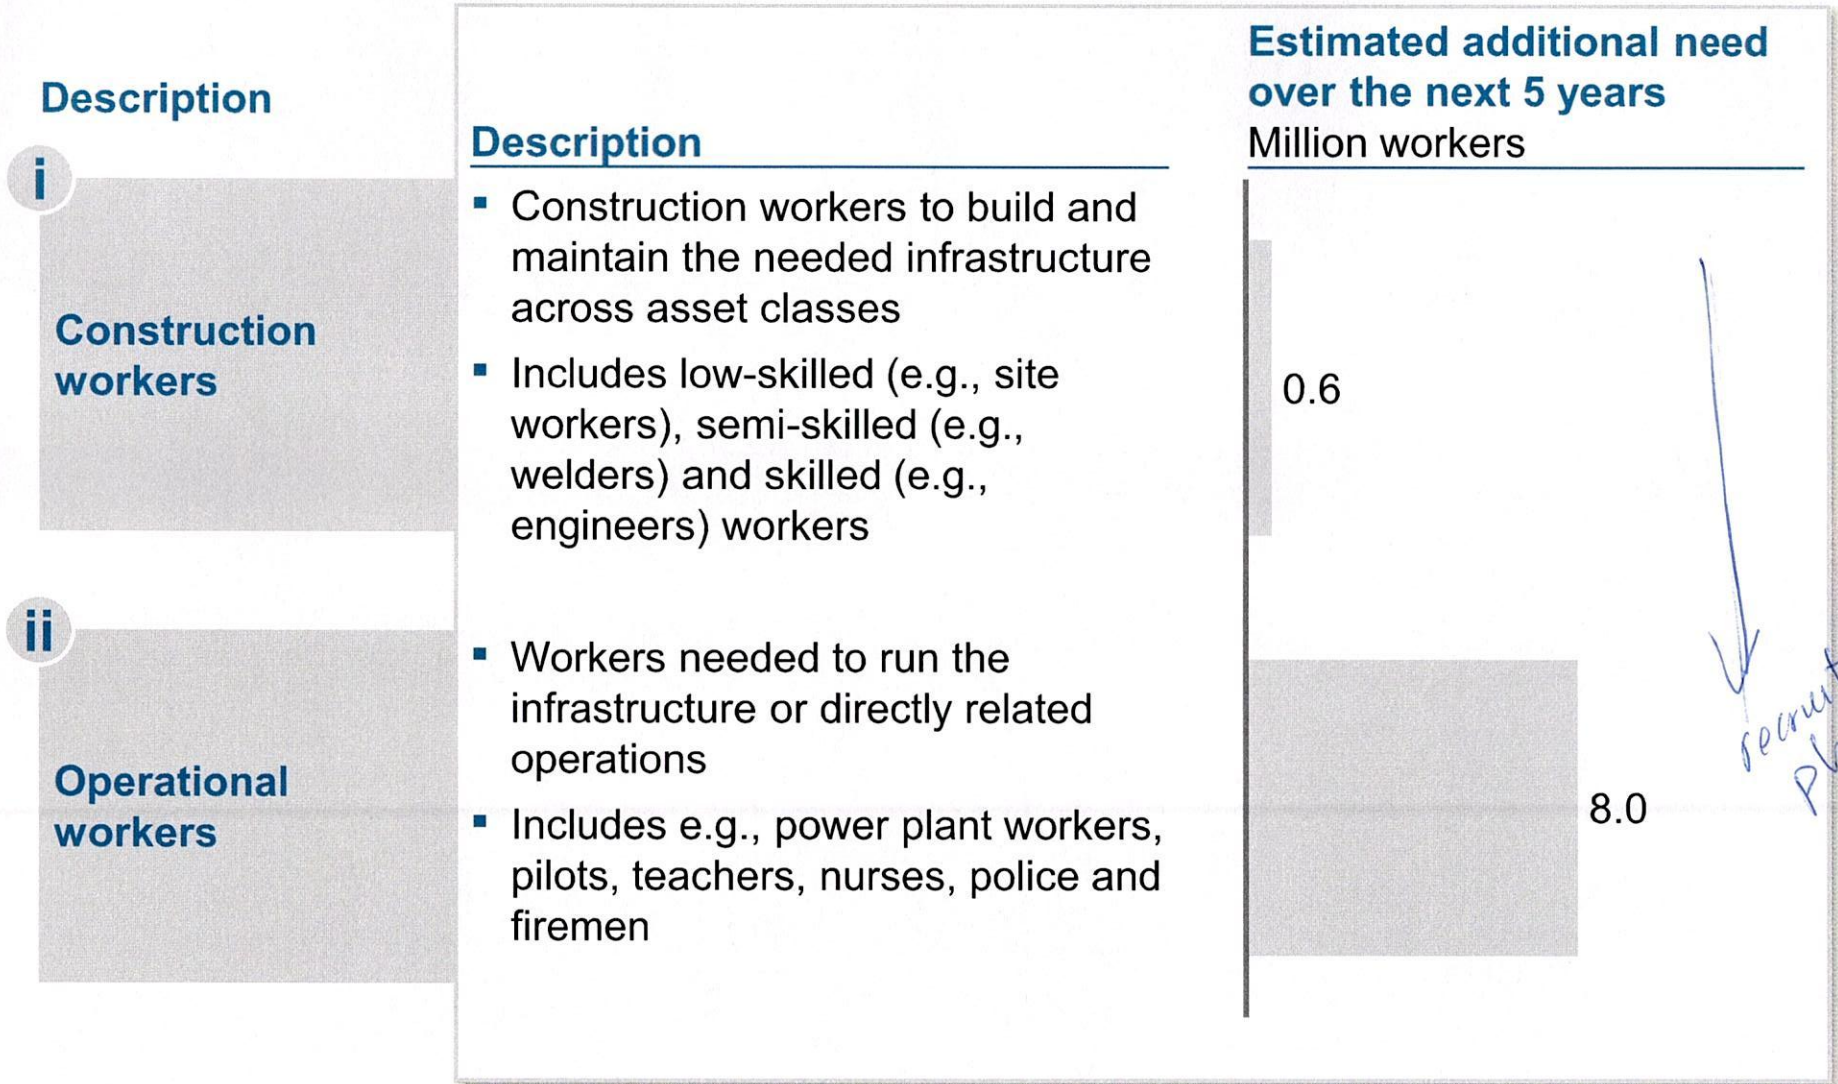 Description
Description
Estimated additional need
over the next 5 years
Million workers
i
Construction
workers
▪ Construction workers to build and
maintain the needed infrastructure
across asset classes
▪ Includes low-skilled (e.g., site
workers), semi-skilled (e.g.,
welders) and skilled (e.g.,
engineers) workers
0.6
ii
Operational
workers
▪ Workers needed to run the
infrastructure or directly related
operations
▪ Includes e.g., power plant workers,
pilots, teachers, nurses, police and
firemen
8.0
recruit